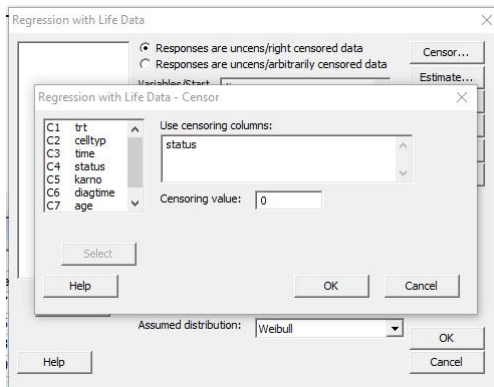 Regression with Life Data
Responses are uncens/right censored data
Responses are uncens/arbitrarily censored data
Censor...
Estimate...
Variables/Start
Regression with Life Data - Censor
C1 trt
C2 celltyp
C3 time
C4 status
C5 karno
C6 diagtime
C7 age
Use censoring columns:
status
Censoring value: 0
Select
Help
OK
Cancel
Assumed distribution: Weibull
OK
Help
Cancel